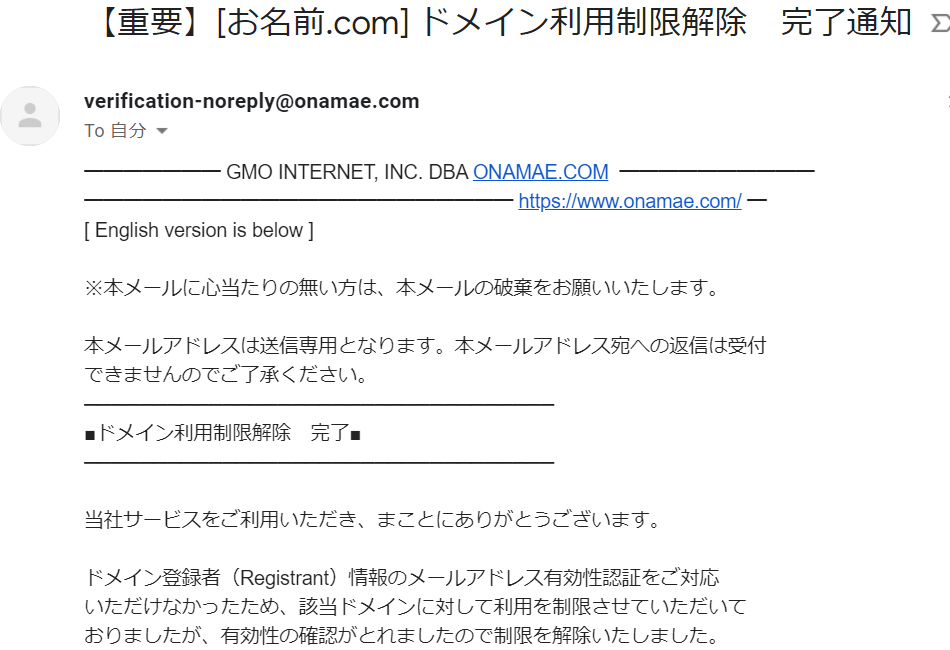 【重要】[お名前.com] ドメイン利用制限解除　完了通知
verification-noreply@onamae.com
To 自分
━━━━━━━ GMO INTERNET, INC. DBA ONAMAE.COM ━━━━━━━━━━
━━━━━━━━━━━━━━━━━━━━━━ https://www.onamae.com/ ━
[ English version is below ]
※本メールに心当たりの無い方は、本メールの破棄をお願いいたします。
本メールアドレスは送信専用となります。本メールアドレス宛への返信は受付
できませんのでご了承ください。
━━━━━━━━━━━━━━━━━━━━━━━━
■ドメイン利用制限解除　完了■
━━━━━━━━━━━━━━━━━━━━━━━━
当社サービスをご利用いただき、まことにありがとうございます。
ドメイン登録者（Registrant）情報のメールアドレス有効性認証をご対応
いただけなかったため、該当ドメインに対して利用を制限させていただいて
おりましたが、有効性の確認がとれましたので制限を解除いたしました。